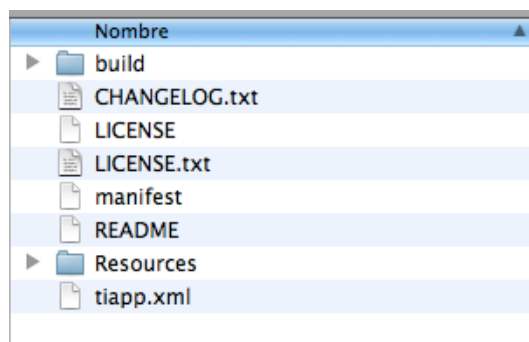 Nombre
build
CHANGELOG.txt
LICENSE
LICENSE.txt
manifest
README
Resources
tiapp.xml